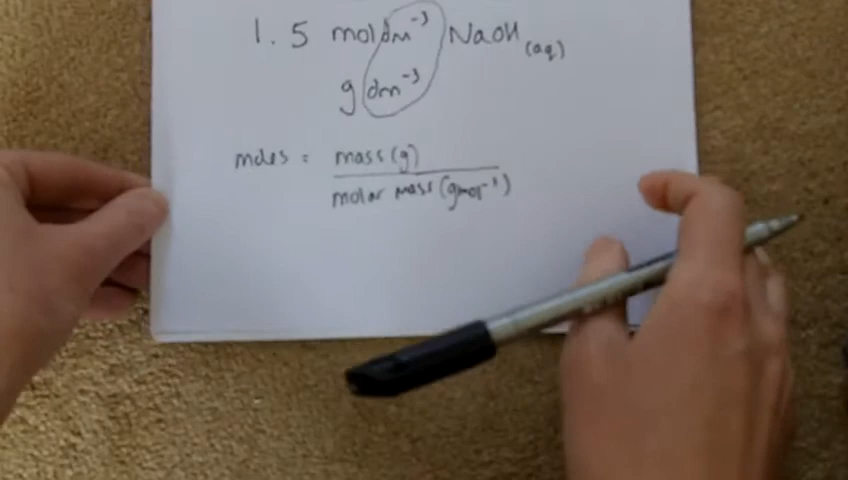 1.5 moldm⁻³ NaOH (aq)
g dm⁻³
moles = mass (g)
molar mass (gmol⁻¹)